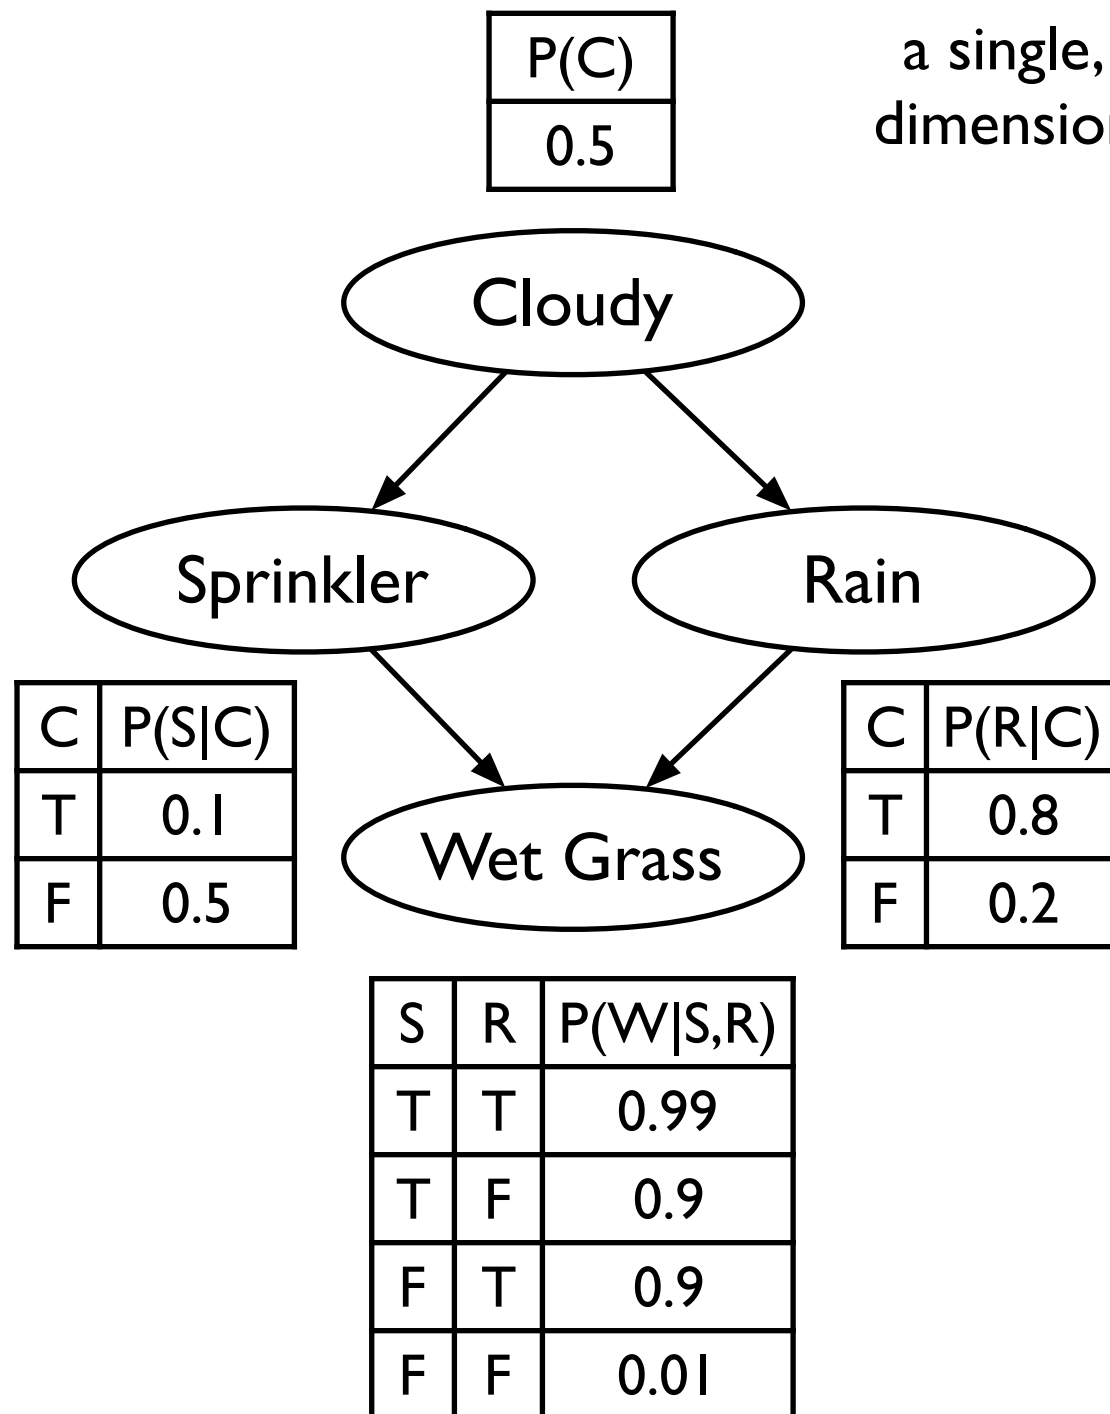 P(C)
0.5
a single,
dimension
Cloudy
Sprinkler
Rain
C P(S|C)
T 0.1
F 0.5
Wet Grass
C P(R|C)
T 0.8
F 0.2
S R P(W|S,R)
T T 0.99
T F 0.9
F T 0.9
F F 0.01